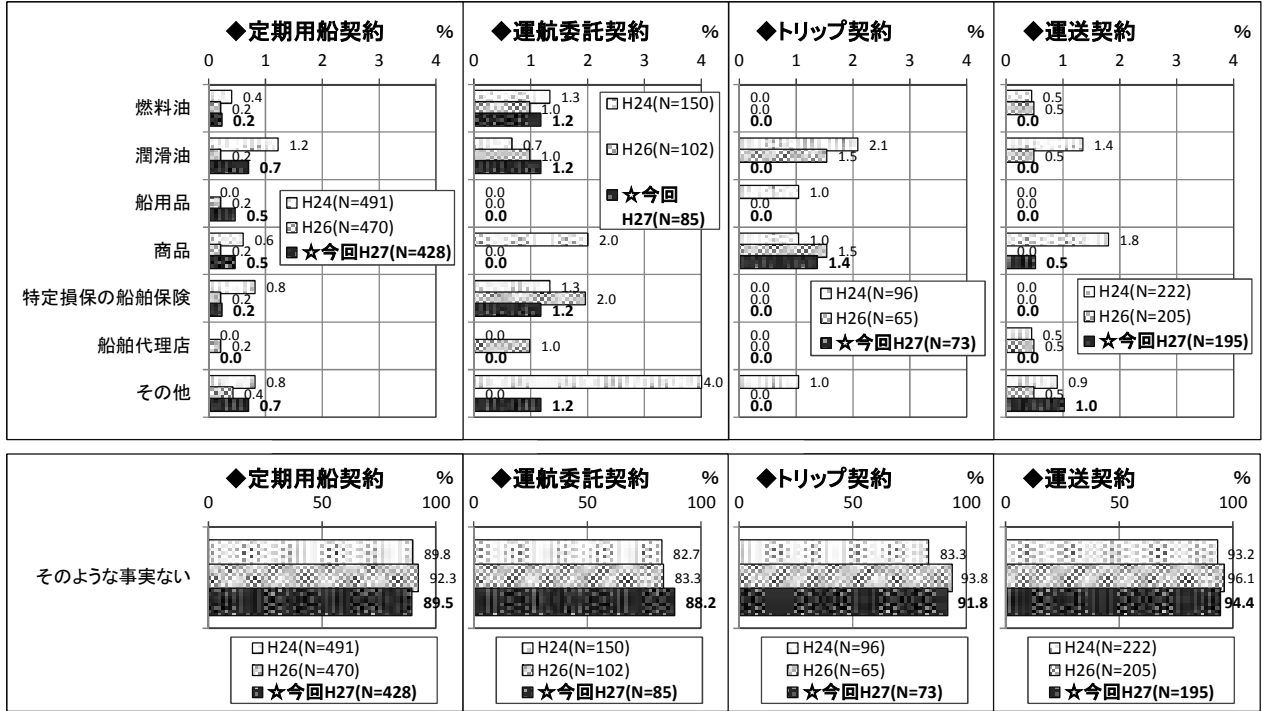 ◆定期用船契約 % ◆運航委託契約 % ◆トリップ契約 % ◆運送契約 %
0 1 2 3 4 0 1 2 3 4 0 1 2 3 4 0 1 2 3 4
燃料油 0.4 0.2 0.2 1.3 1.0 1.2 0.0 0.0 0.0 0.5 0.5 0.0
潤滑油 1.2 0.2 0.7 0.7 1.0 1.2 2.1 1.5 0.0 1.4 0.5 0.0
船用品 0.0 0.2 0.5 0.0 0.0 0.0 1.0 0.0 0.0 0.0 0.0 0.0
商品 0.6 0.2 0.5 2.0 0.0 0.0 1.0 1.5 1.4 1.8 0.0 0.5
特定損保の船舶保険 0.8 0.2 0.2 1.3 2.0 1.2 0.0 0.0 0.0 0.0 0.0 0.0
船舶代理店 0.0 0.2 0.0 0.0 1.0 0.0 0.0 0.0 0.0 0.5 0.5 0.0
その他 0.8 0.4 0.7 4.0 0.0 1.2 1.0 0.0 0.0 0.9 0.5 1.0
H24(N=491)
H26(N=470)
☆今回H27(N=428)
H24(N=150)
H26(N=102)
☆今回
H27(N=85)
H24(N=96)
H26(N=65)
☆今回H27(N=73)
H24(N=222)
H26(N=205)
☆今回H27(N=195)
◆定期用船契約 % ◆運航委託契約 % ◆トリップ契約 % ◆運送契約 %
0 50 100 0 50 100 0 50 100 0 50 100
そのような事実ない 89.8 92.3 89.5 82.7 83.3 88.2 83.3 93.8 91.8 93.2 96.1 94.4
H24(N=491) H24(N=150) H24(N=96) H24(N=222)
H26(N=470) H26(N=102) H26(N=65) H26(N=205)
☆今回H27(N=428) ☆今回H27(N=85) ☆今回H27(N=73) ☆今回H27(N=195)